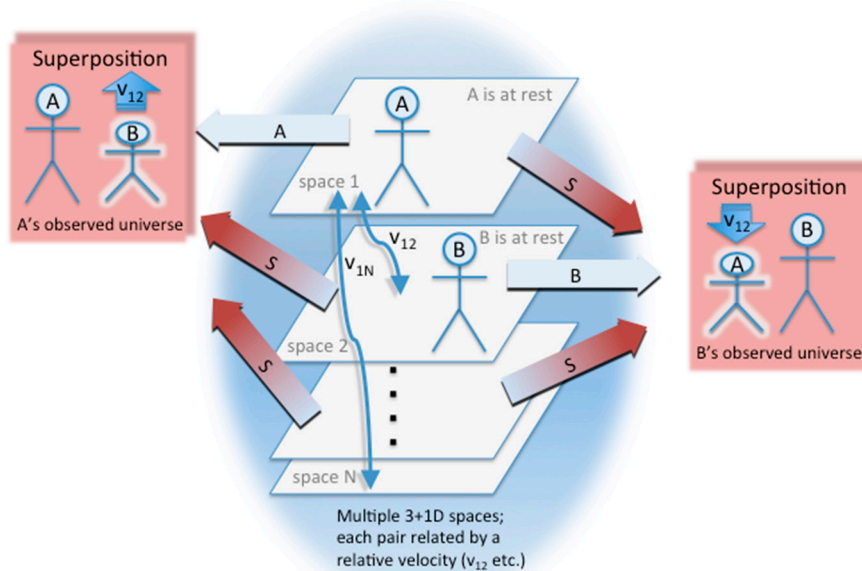 Superposition
A
v12
B
A's observed universe
A
A is at rest
A
space 1
S
S
v12
v1N
B is at rest
B
space 2
B
Superposition
v12
A
B
B's observed universe
S
S
space N
Multiple 3+1D spaces;
each pair related by a
relative velocity (v12 etc.)